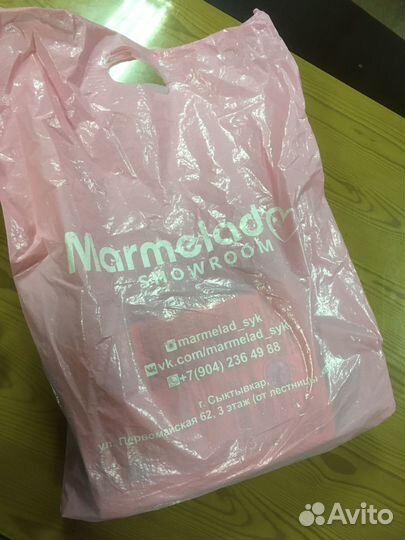 Marmelad
SHOWROOM
marmelad_syk
vk.com/marmelad_syk
+7(904) 236 49 88
г. Сыктывкар,
ул. Первомайская 62, 3 этаж (от лестницы
Avito